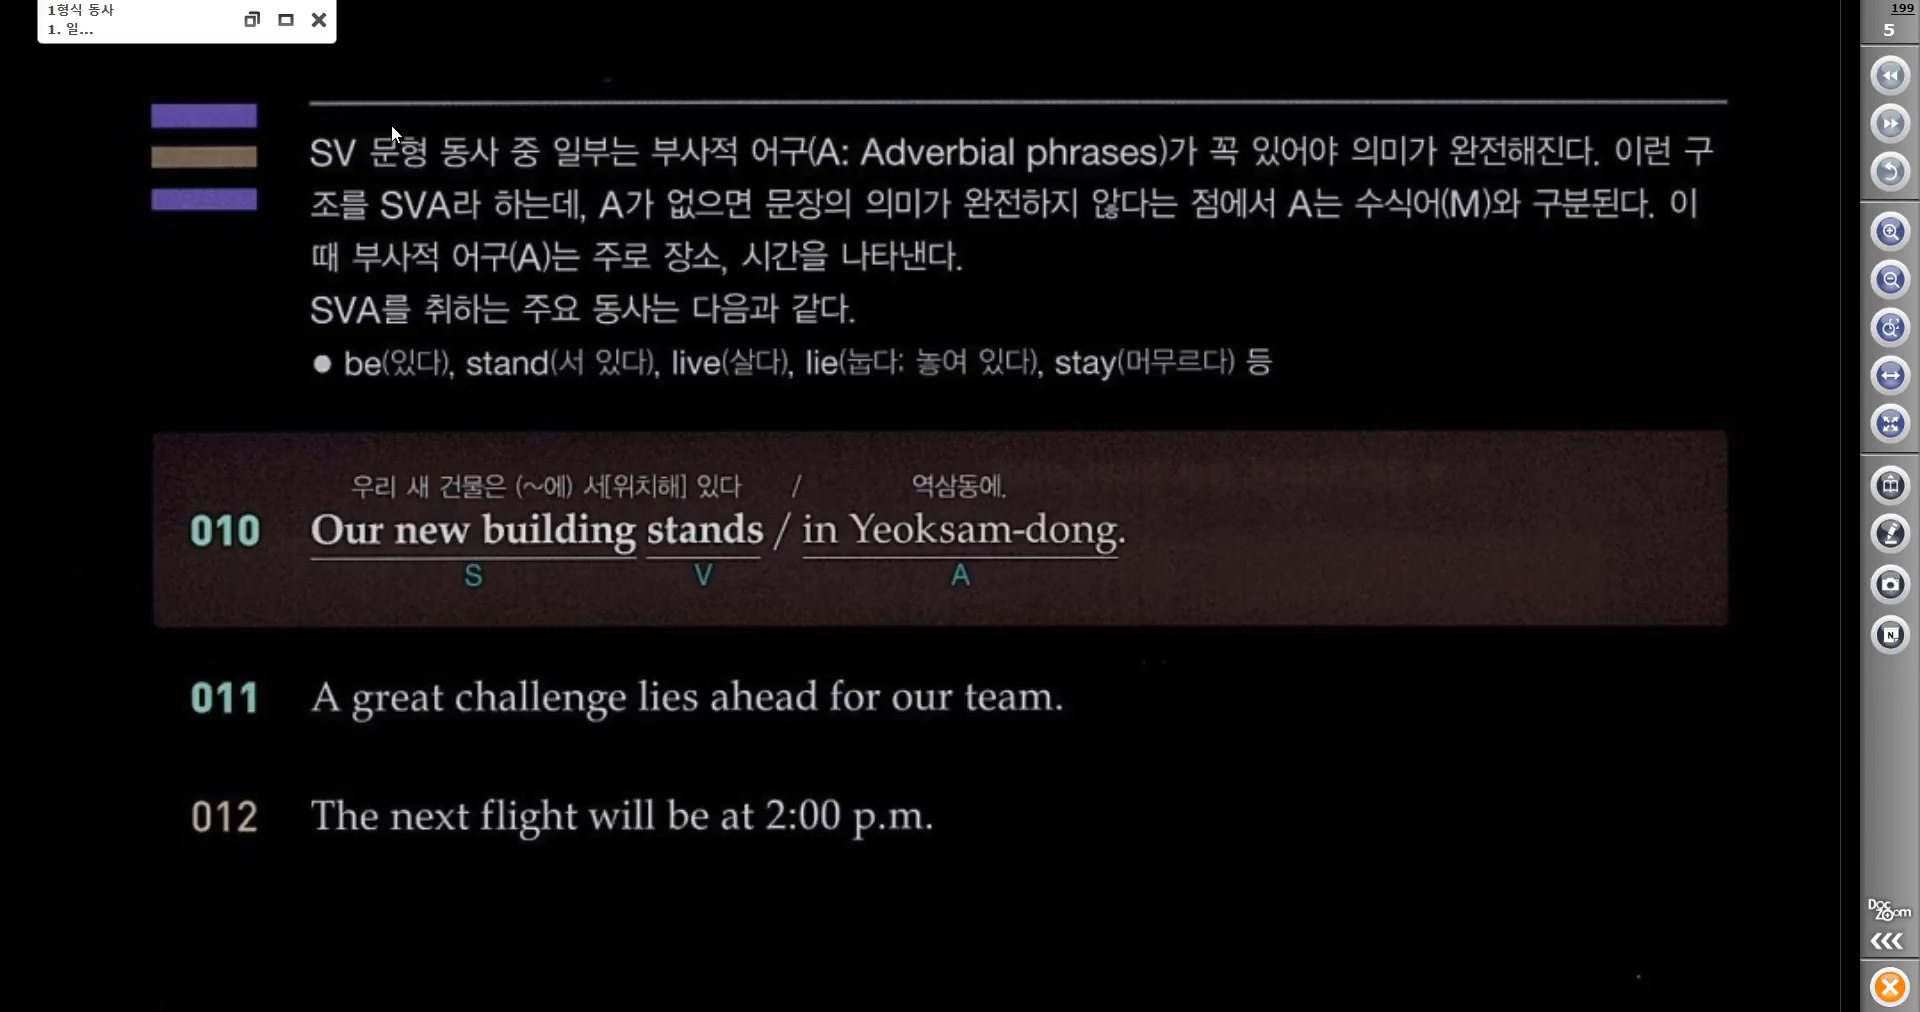 1형식 동사
1. 일...
199
5
SV 문형 동사 중 일부는 부사적 어구(A: Adverbial phrases)가 꼭 있어야 의미가 완전해진다. 이런 구
조를 SVA라 하는데, A가 없으면 문장의 의미가 완전하지 않다는 점에서 A는 수식어(M)와 구분된다. 이
때 부사적 어구(A)는 주로 장소, 시간을 나타낸다.
SVA를 취하는 주요 동사는 다음과 같다.
● be(있다), stand(서 있다), live(살다), lie(눕다; 놓여 있다), stay(머무르다) 등
우리 새 건물은 (~에) 서[위치해] 있다 / 역삼동에.
010 Our new building stands / in Yeoksam-dong.
S V A
011 A great challenge lies ahead for our team.
012 The next flight will be at 2:00 p.m.
N
Doc
Zoom